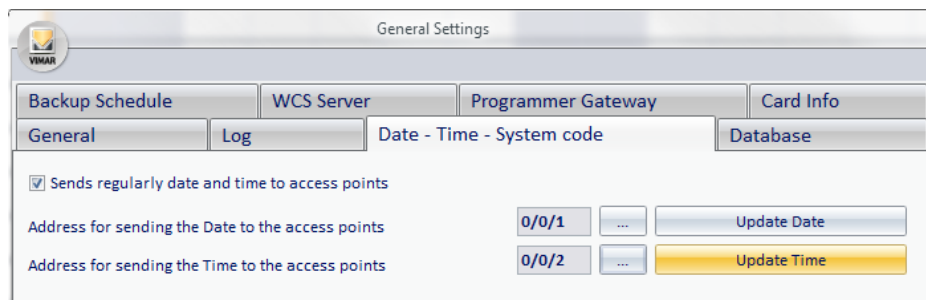 General Settings
VIMAR
Backup Schedule WCS Server Programmer Gateway Card Info
General Log Date - Time - System code Database
Sends regularly date and time to access points
Address for sending the Date to the access points 0/0/1 ... Update Date
Address for sending the Time to the access points 0/0/2 ... Update Time